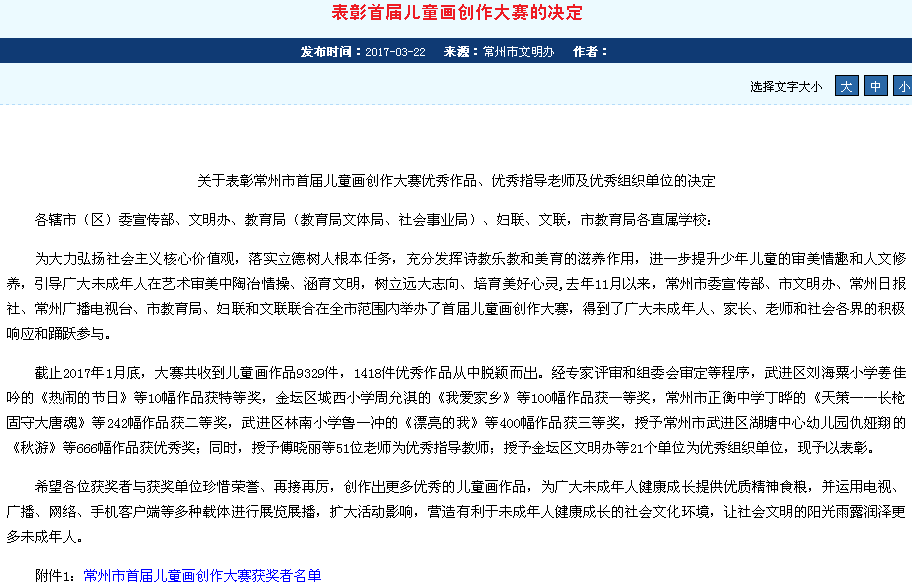 表彰首届儿童画创作大赛的决定
发布时间：2017-03-22 来源：常州市文明办 作者：
选择文字大小 大 中 小
关于表彰常州市首届儿童画创作大赛优秀作品、优秀指导老师及优秀组织单位的决定
各辖市（区）委宣传部、文明办、教育局（教育局文体局、社会事业局）、妇联、文联，市教育局各直属学校：
为大力弘扬社会主义核心价值观，落实立德树人根本任务，充分发挥诗教乐教和美育的滋养作用，进一步提升少年儿童的审美情趣和人文修
养，引导广大未成年人在艺术审美中陶冶情操、涵育文明，树立远大志向、培育美好心灵,去年11月以来，常州市委宣传部、市文明办、常州日报
社、常州广播电视台、市教育局、妇联和文联联合在全市范围内举办了首届儿童画创作大赛，得到了广大未成年人、家长、老师和社会各界的积极
响应和踊跃参与。
截止2017年1月底，大赛共收到儿童画作品9329件，1418件优秀作品从中脱颖而出。经专家评审和组委会审定等程序，武进区刘海粟小学姜佳
吟的《热闹的节日》等10幅作品获特等奖，金坛区城西小学周允淇的《我爱家乡》等100幅作品获一等奖，常州市正衡中学丁晔的《天策一一长枪
固守大唐魂》等242幅作品获二等奖，武进区林南小学鲁一冲的《漂亮的我》等400幅作品获三等奖，授予常州市武进区湖塘中心幼儿园仇娅翔的
《秋游》等666幅作品获优秀奖；同时，授予傅晓丽等51位老师为优秀指导教师；授予金坛区文明办等21个单位为优秀组织单位，现予以表彰。
希望各位获奖者与获奖单位珍惜荣誉、再接再厉，创作出更多优秀的儿童画作品，为广大未成年人健康成长提供优质精神食粮，并运用电视、
广播、网络、手机客户端等多种载体进行展览展播，扩大活动影响，营造有利于未成年人健康成长的社会文化环境，让社会文明的阳光雨露润泽更
多未成年人。
附件1：常州市首届儿童画创作大赛获奖者名单